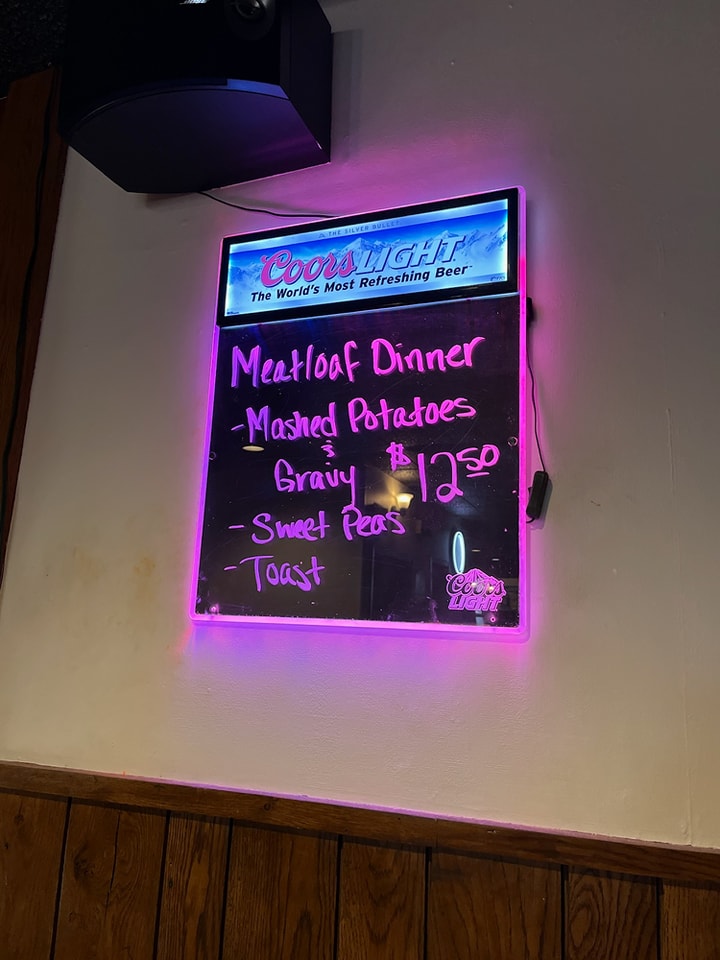 THE SILVER BULLET
Coors LIGHT
The World's Most Refreshing Beer
Meatloaf Dinner
- Mashed Potatoes
&
Gravy $12.50
- Sweet Peas
- Toast
Coors
LIGHT